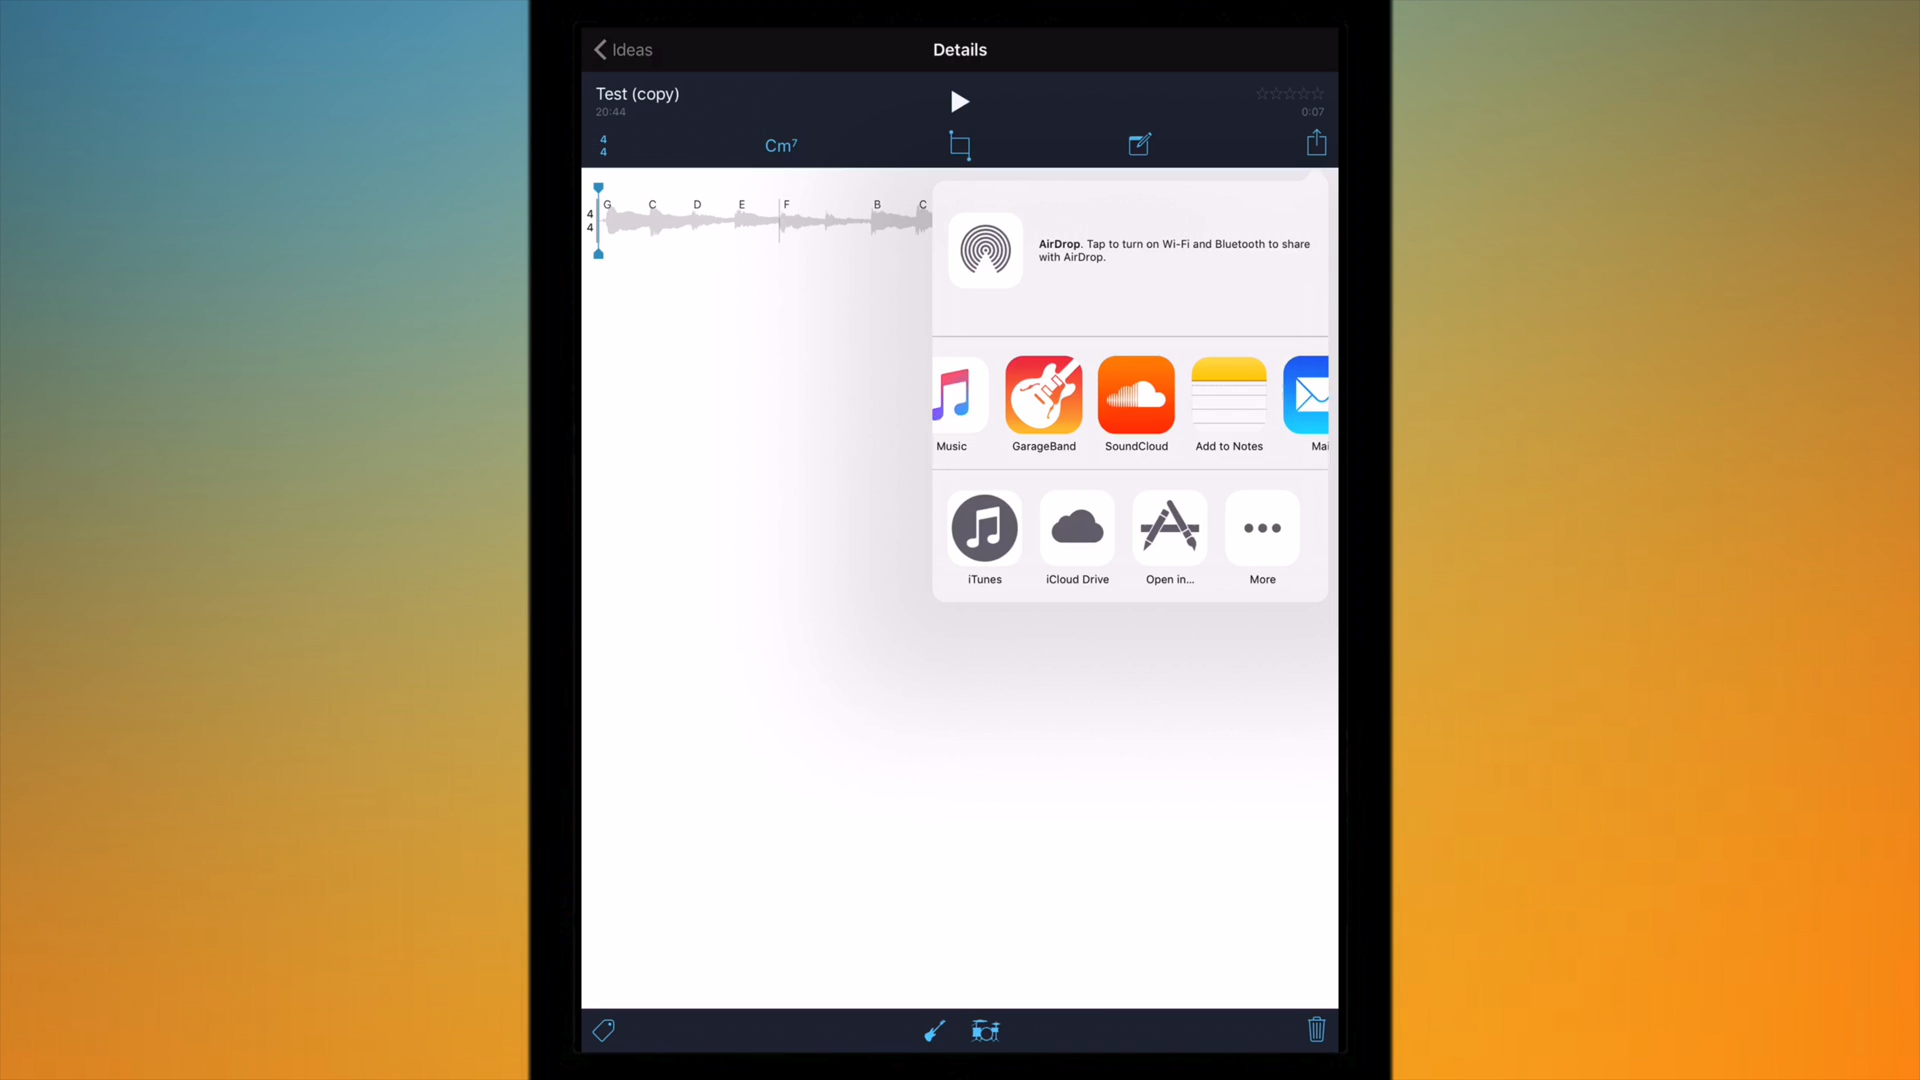 Ideas
Details
Test (copy)
20:44
0:07
4
4
Cm7
G C D E F B C
4
4
AirDrop. Tap to turn on Wi-Fi and Bluetooth to share
with AirDrop.
Music GarageBand SoundCloud Add to Notes Mai
iTunes iCloud Drive Open in... More